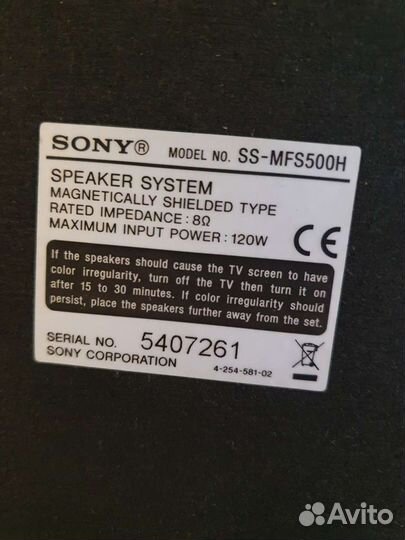 SONY® MODEL NO. SS-MFS500H
SPEAKER SYSTEM
MAGNETICALLY SHIELDED TYPE
RATED IMPEDANCE: 8Ω
MAXIMUM INPUT POWER: 120W
CE
If the speakers should cause the TV screen to have
color irregularity, turn off the TV then turn it on
after 15 to 30 minutes. If color irregularity should
persist, place the speakers further away from the set.
SERIAL NO. 5407261
SONY CORPORATION
4-254-581-02
Avito